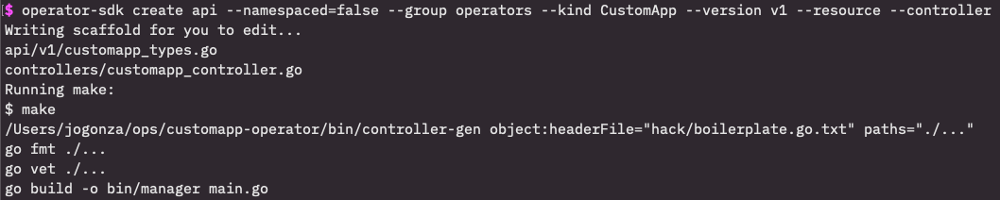 $ operator-sdk create api --namespaced=false --group operators --kind CustomApp --version v1 --resource --controller
Writing scaffold for you to edit...
api/v1/customapp_types.go
controllers/customapp_controller.go
Running make:
$ make
/Users/jogonza/ops/customapp-operator/bin/controller-gen object:headerFile="hack/boilerplate.go.txt" paths="./..."
go fmt ./...
go vet ./...
go build -o bin/manager main.go